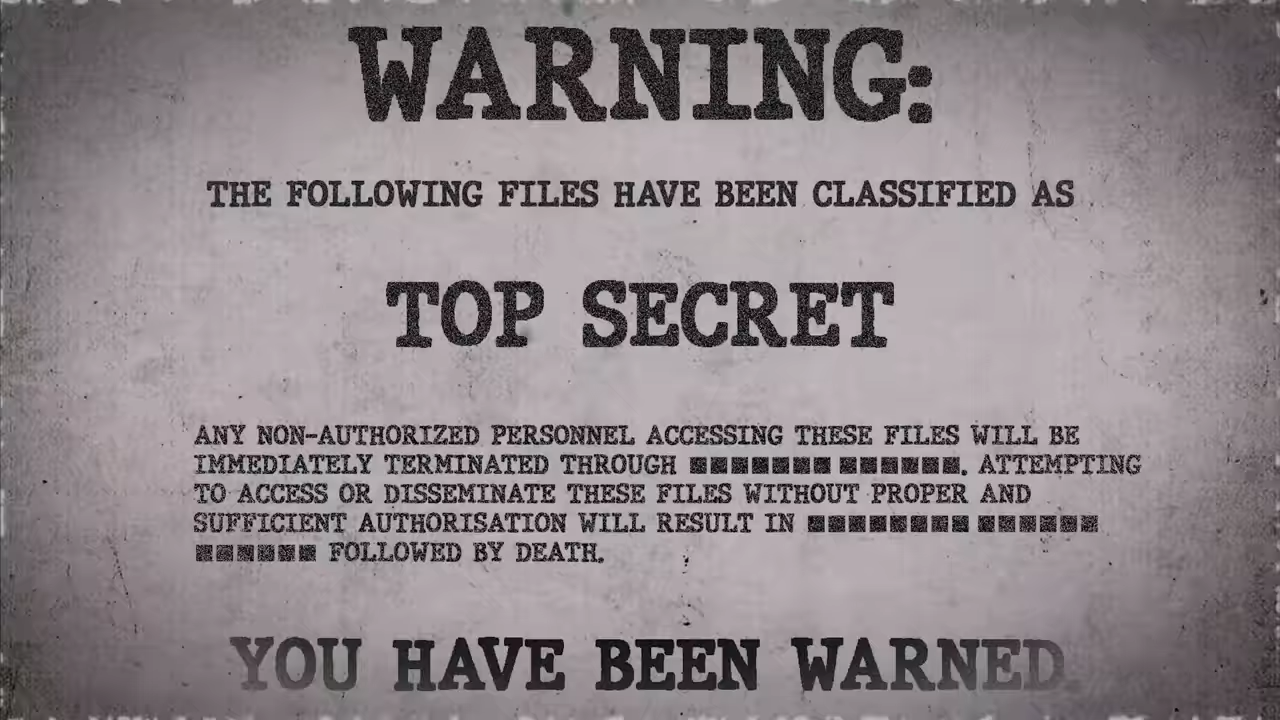 WARNING:
THE FOLLOWING FILES HAVE BEEN CLASSIFIED AS
TOP SECRET
ANY NON-AUTHORIZED PERSONNEL ACCESSING THESE FILES WILL BE
IMMEDIATELY TERMINATED THROUGH ■■■■■■■ ■■■■■■. ATTEMPTING
TO ACCESS OR DISSEMINATE THESE FILES WITHOUT PROPER AND
SUFFICIENT AUTHORISATION WILL RESULT IN ■■■■■■■■ ■■■■■■
■■■■■■ FOLLOWED BY DEATH.
YOU HAVE BEEN WARNED.